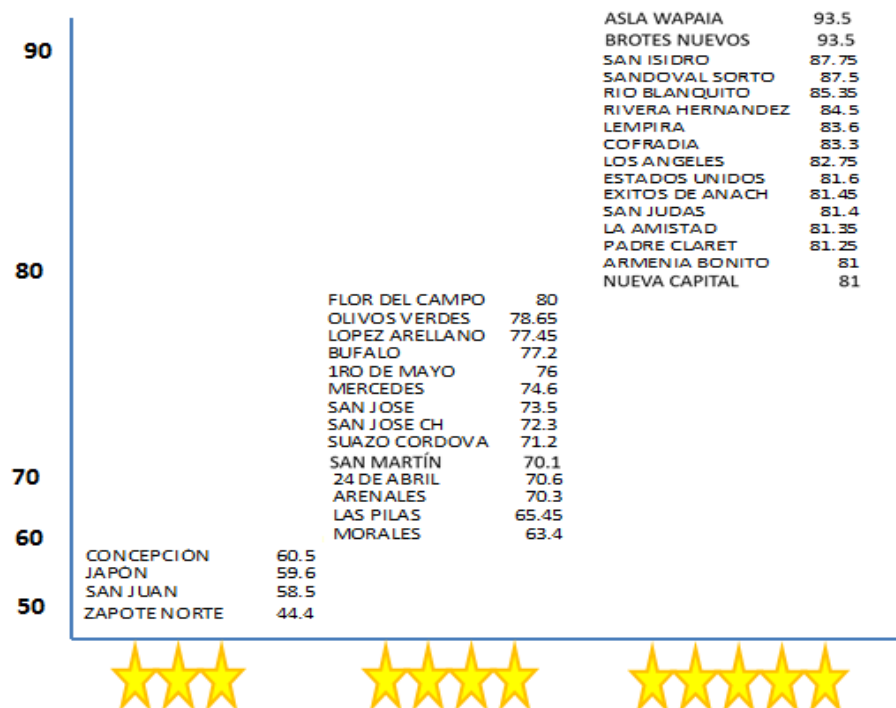 90
80
70
60
50
ASLA WAPAIA 93.5
BROTES NUEVOS 93.5
SAN ISIDRO 87.75
SANDOVAL SORTO 87.5
RIO BLANQUITO 85.35
RIVERA HERNANDEZ 84.5
LEMPIRA 83.6
COFRADIA 83.3
LOS ANGELES 82.75
ESTADOS UNIDOS 81.6
EXITOS DE ANACH 81.45
SAN JUDAS 81.4
LA AMISTAD 81.35
PADRE CLARET 81.25
ARMENIA BONITO 81
NUEVA CAPITAL 81
FLOR DEL CAMPO 80
OLIVOS VERDES 78.65
LOPEZ ARELLANO 77.45
BUFALO 77.2
1RO DE MAYO 76
MERCEDES 74.6
SAN JOSE 73.5
SAN JOSE CH 72.3
SUAZO CORDOVA 71.2
SAN MARTÍN 70.1
24 DE ABRIL 70.6
ARENALES 70.3
LAS PILAS 65.45
MORALES 63.4
CONCEPCIÓN 60.5
JAPÓN 59.6
SAN JUAN 58.5
ZAPOTE NORTE 44.4